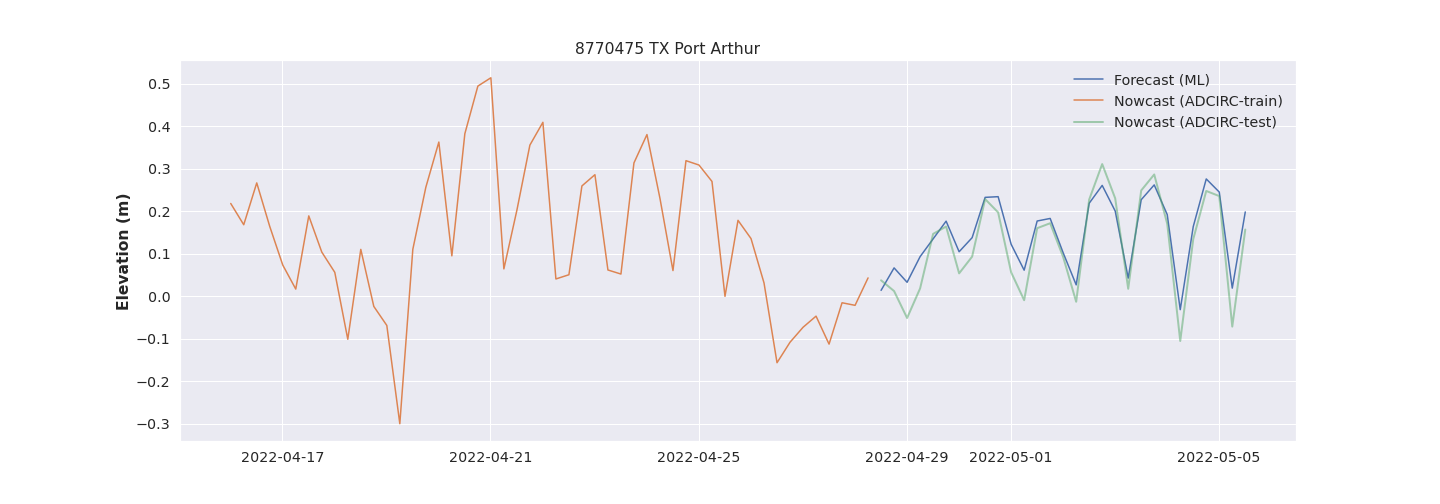 8770475 TX Port Arthur
Forecast (ML)
Nowcast (ADCIRC-train)
Nowcast (ADCIRC-test)
Elevation (m)
0.5
0.4
0.3
0.2
0.1
0.0
−0.1
−0.2
−0.3
2022-04-17 2022-04-21 2022-04-25 2022-04-29 2022-05-01 2022-05-05